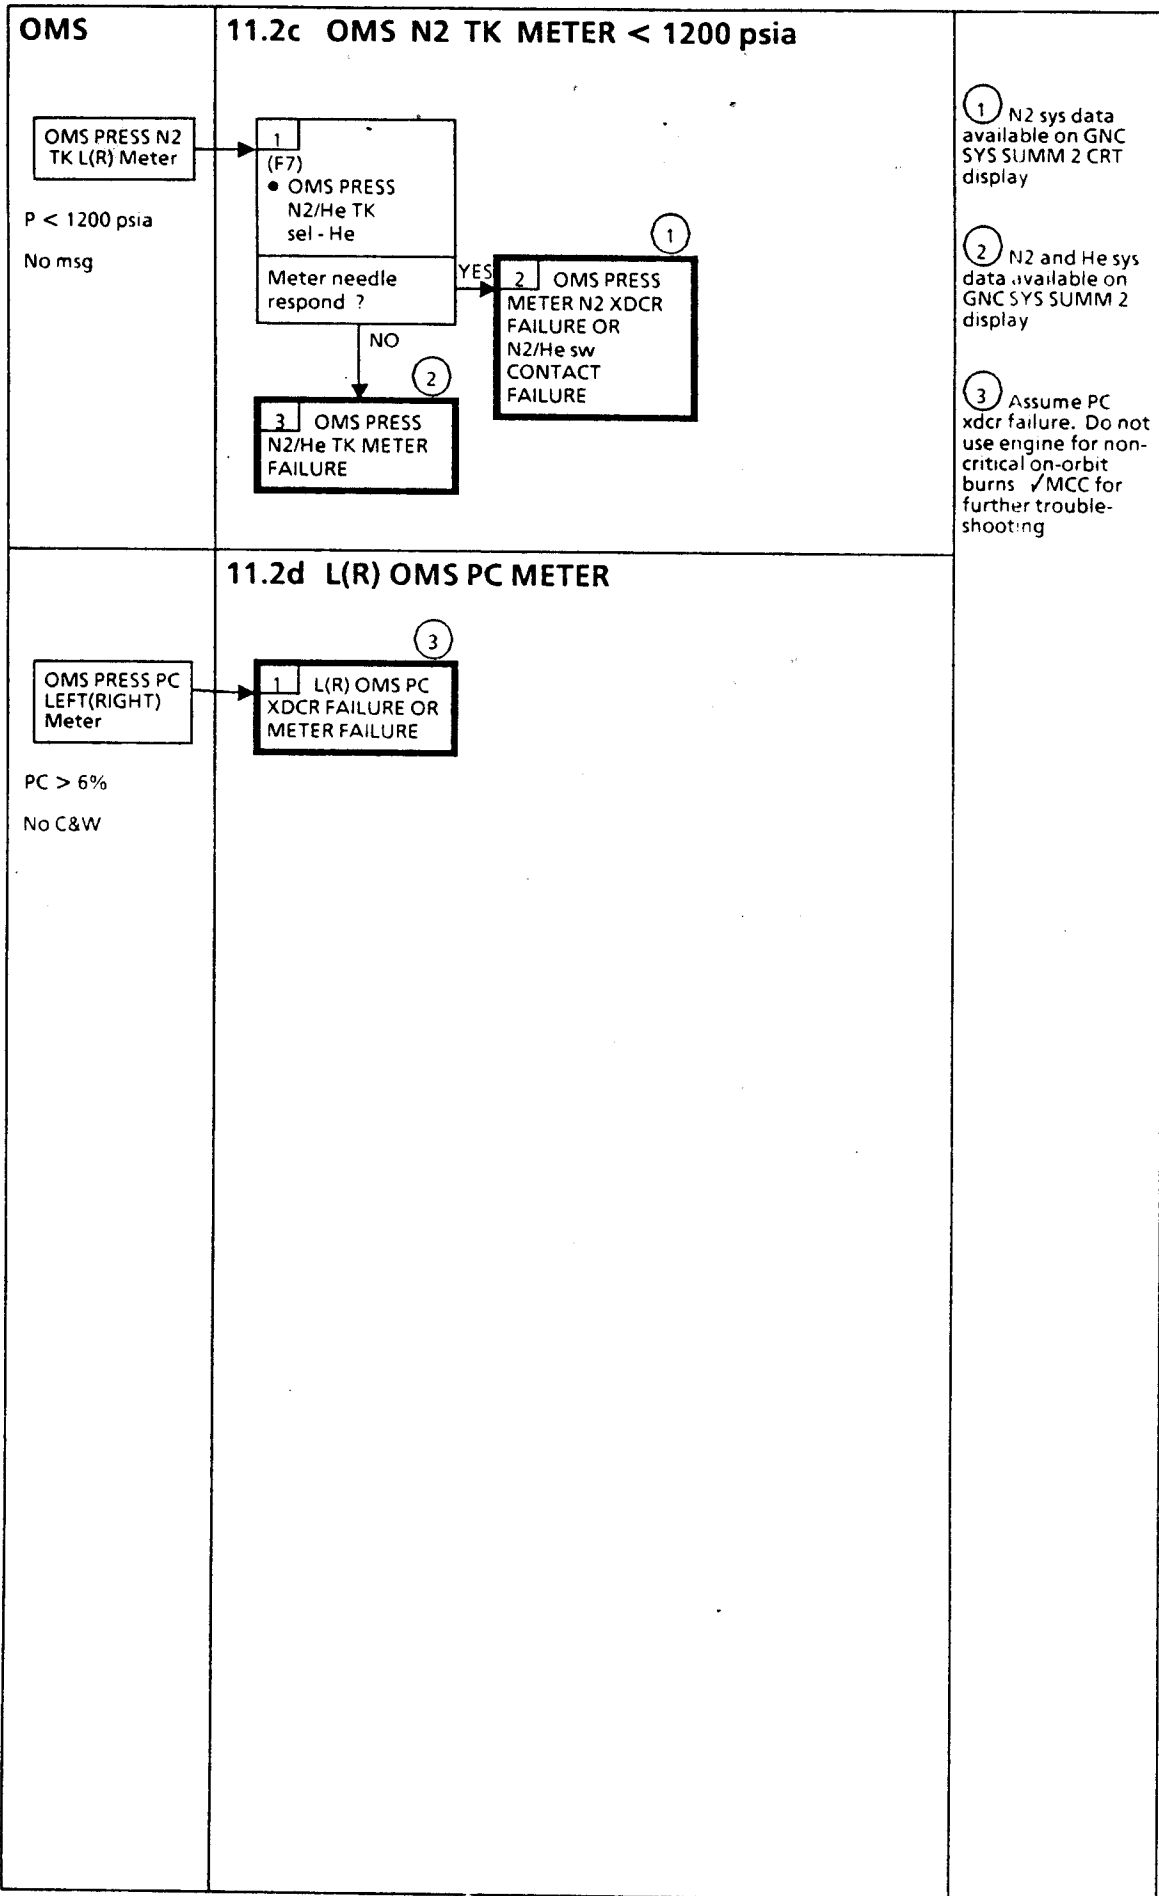 OMS
11.2c OMS N2 TK METER < 1200 psia
OMS PRESS N2
TK L(R) Meter
P < 1200 psia
No msg
1
(F7)
• OMS PRESS
N2/He TK
sel - He
Meter needle
respond ?
YES
NO
1
2 OMS PRESS
METER N2 XDCR
FAILURE OR
N2/He sw
CONTACT
FAILURE
2
3 OMS PRESS
N2/He TK METER
FAILURE
1 N2 sys data
available on GNC
SYS SUMM 2 CRT
display
2 N2 and He sys
data available on
GNC SYS SUMM 2
display
3 Assume PC
xdcr failure. Do not
use engine for non-
critical on-orbit
burns ✓MCC for
further trouble-
shooting
11.2d L(R) OMS PC METER
OMS PRESS PC
LEFT(RIGHT)
Meter
PC > 6%
No C&W
3
1 L(R) OMS PC
XDCR FAILURE OR
METER FAILURE